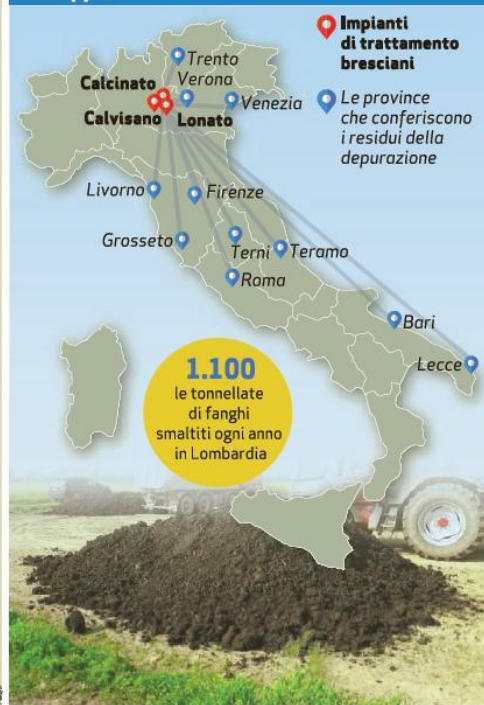 Impianti
di trattamento
bresciani
Le province
che conferiscono
i residui della
depurazione
Trento
Verona
Calcinato
Calvisano
Lonato
Venezia
Livorno
Firenze
Grosseto
Terni
Teramo
Roma
Bari
Lecce
1.100
le tonnellate
di fanghi
smaltiti ogni anno
in Lombardia